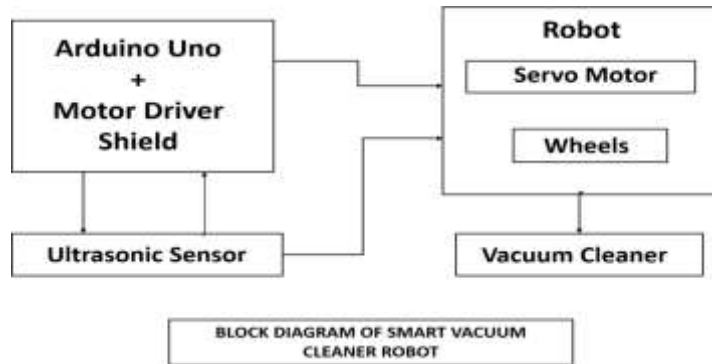 Arduino Uno
+
Motor Driver
Shield
Robot
Servo Motor
Wheels
Ultrasonic Sensor
Vacuum Cleaner
BLOCK DIAGRAM OF SMART VACUUM
CLEANER ROBOT